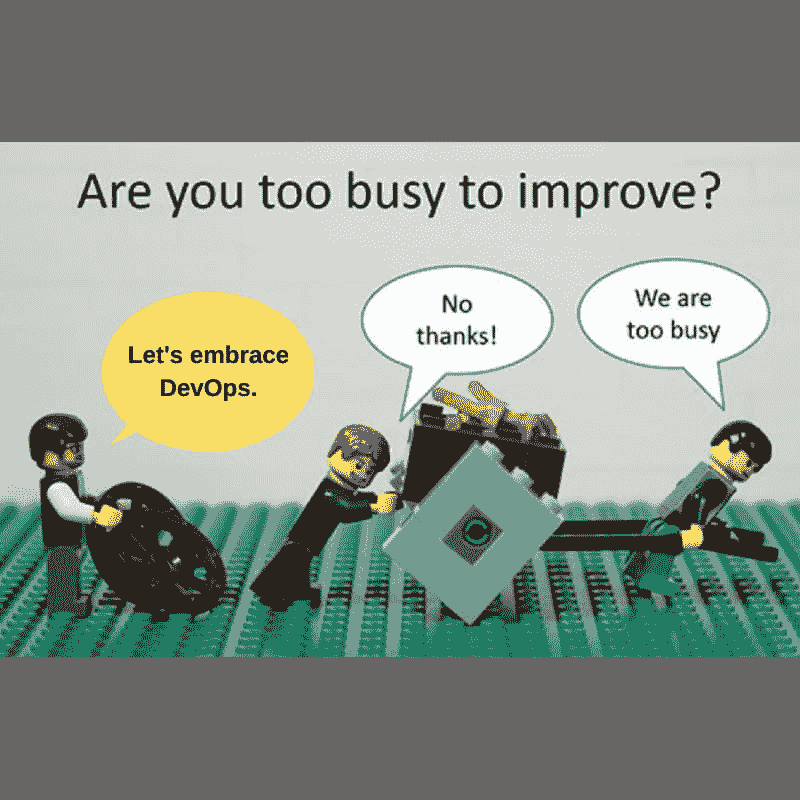 Are you too busy to improve?
Let's embrace
DevOps.
No
thanks!
We are
too busy